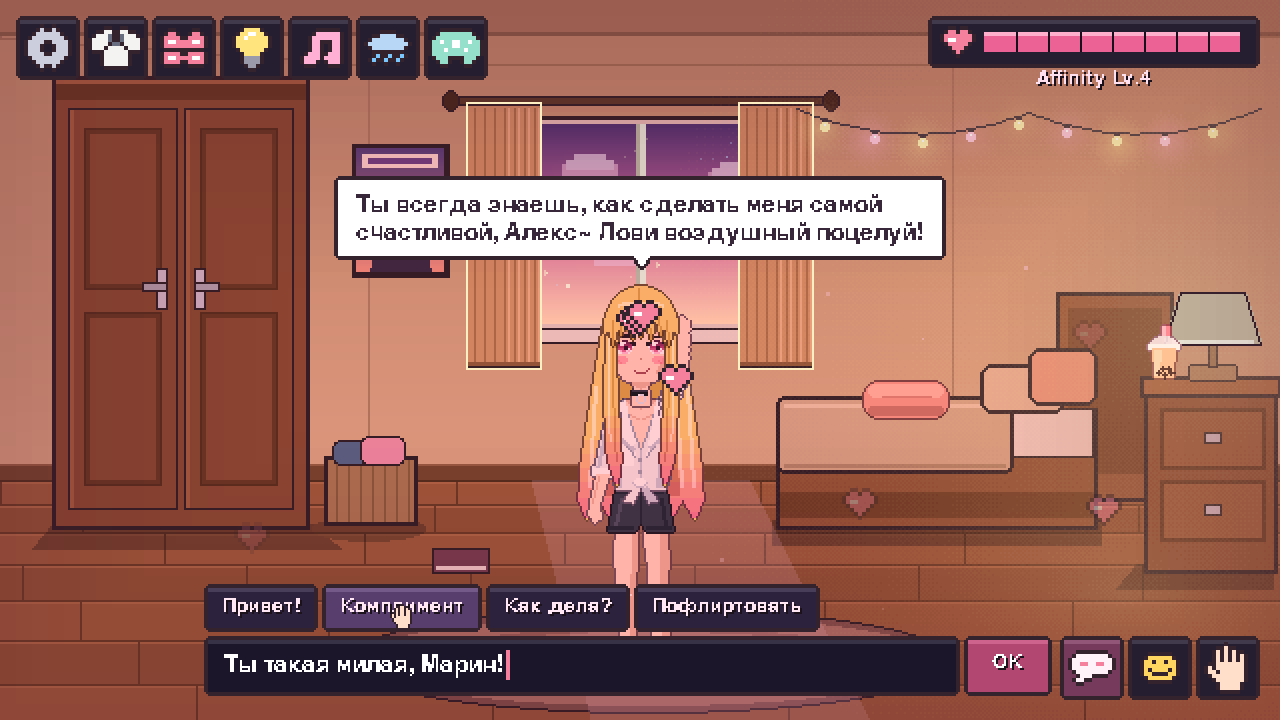 Affinity Lv.4
Ты всегда знаешь, как сделать меня самой
счастливой, Алекс~ Лови воздушный поцелуй!
Привет!
Комплимент
Как дела?
Пофлиртовать
Ты такая милая, Марин!
OK